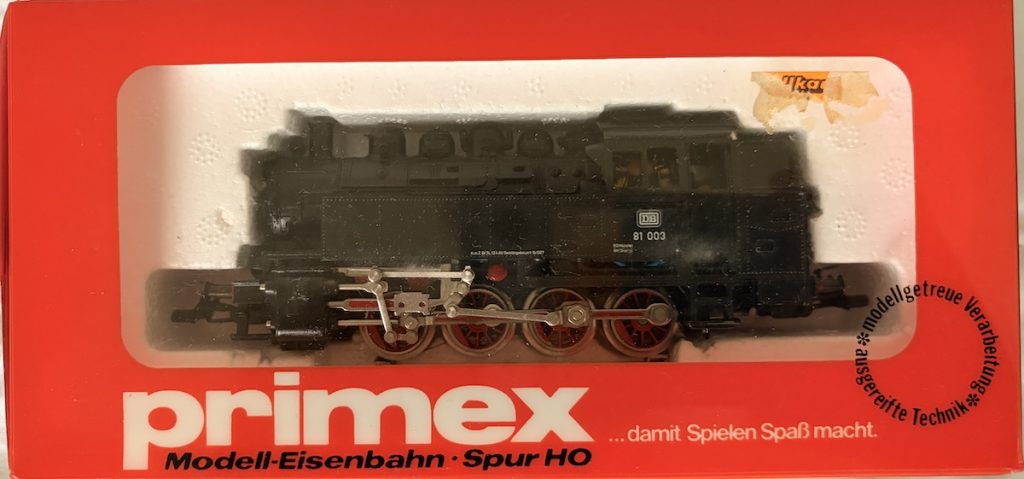 DB
81 003
primex
...damit Spielen Spaß macht.
Modell-Eisenbahn · Spur HO
*modellgetreue Verarbeitung
*ausgereifte Technik